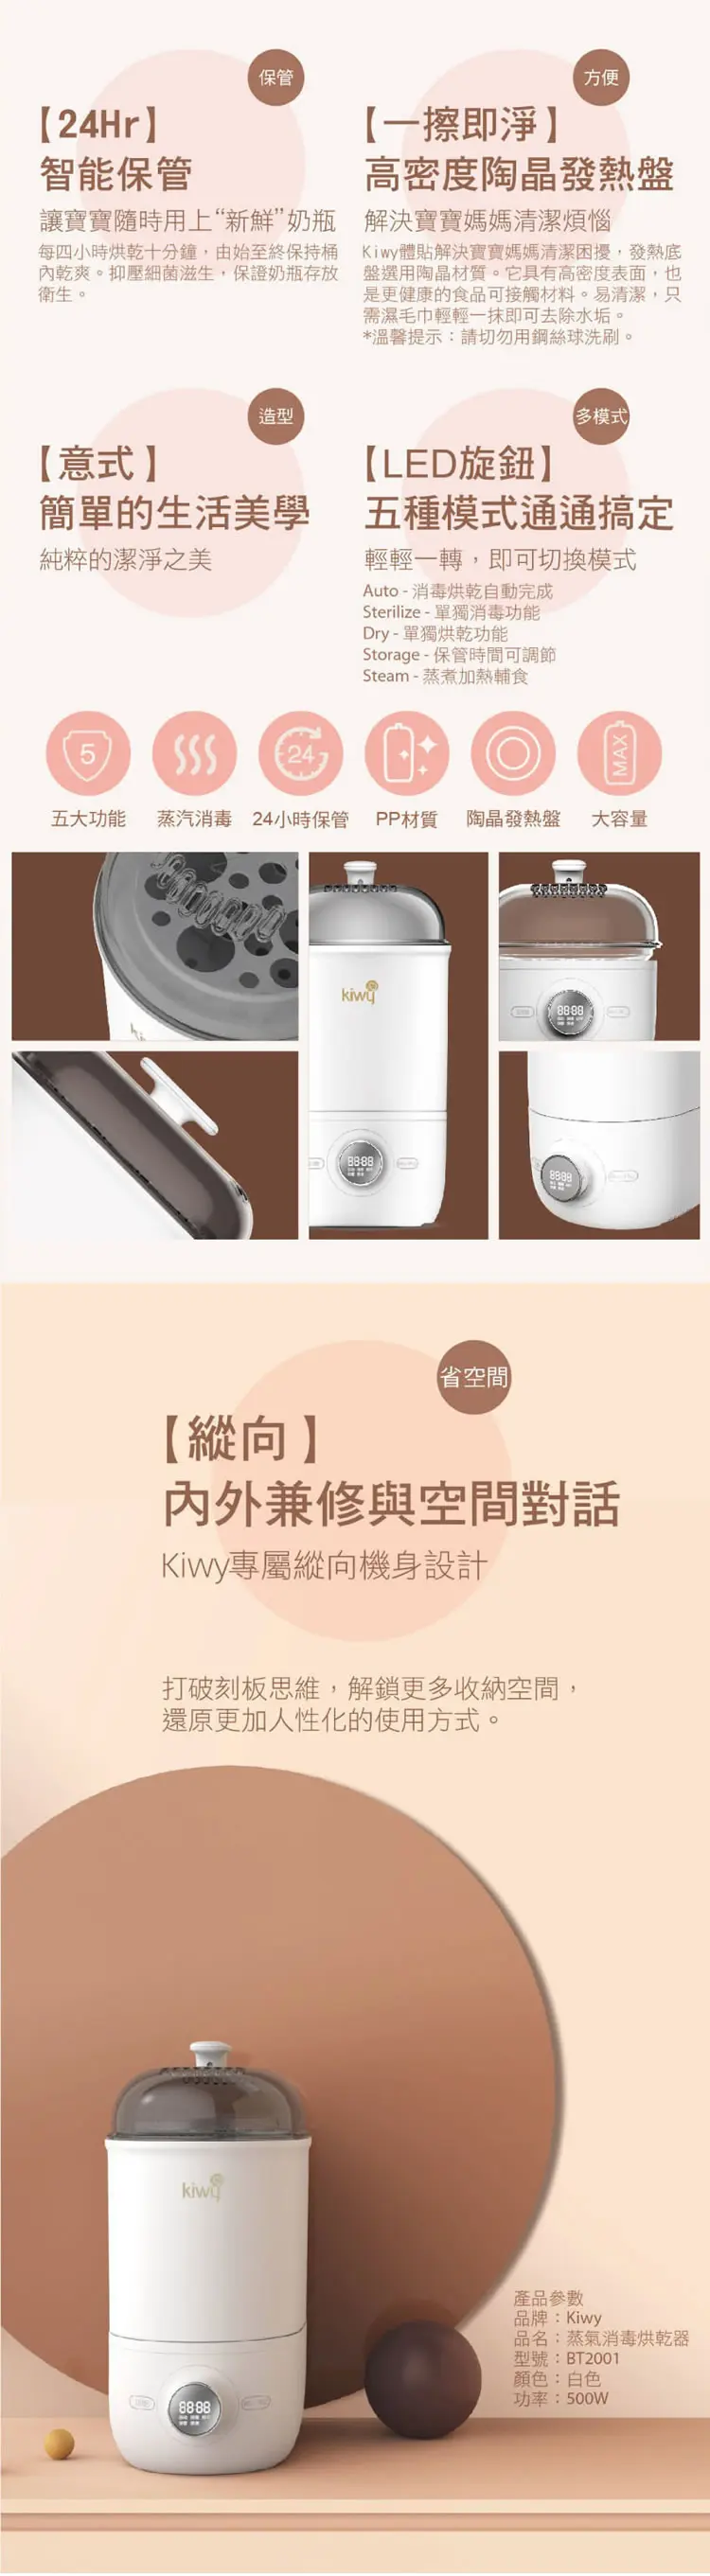 保管
【24Hr】
智能保管
讓寶寶隨時用上“新鮮”奶瓶
每四小時烘乾十分鐘，由始至終保持桶
內乾爽。抑壓細菌滋生，保證奶瓶存放
衛生。
方便
【一擦即淨】
高密度陶晶發熱盤
解決寶寶媽媽清潔煩惱
Kiwy體貼解決寶寶媽媽清潔困擾，發熱底
盤選用陶晶材質。它具有高密度表面，也
是更健康的食品可接觸材料。易清潔，只
需濕毛巾輕輕一抹即可去除水垢。
*溫馨提示：請切勿用鋼絲球洗刷。
造型
【意式】
簡單的生活美學
純粹的潔淨之美
多模式
【LED旋鈕】
五種模式通通搞定
輕輕一轉，即可切換模式
Auto - 消毒烘乾自動完成
Sterilize - 單獨消毒功能
Dry - 單獨烘乾功能
Storage - 保管時間可調節
Steam - 蒸煮加熱輔食
5
24
MAX
五大功能
蒸汽消毒
24小時保管
PP材質
陶晶發熱盤
大容量
kiwy
88:88
88:88
88:88
省空間
【縱向】
內外兼修與空間對話
Kiwy專屬縱向機身設計
打破刻板思維，解鎖更多收納空間，
還原更加人性化的使用方式。
kiwy
88:88
產品參數
品牌：Kiwy
品名：蒸氣消毒烘乾器
型號：BT2001
顏色：白色
功率：500W